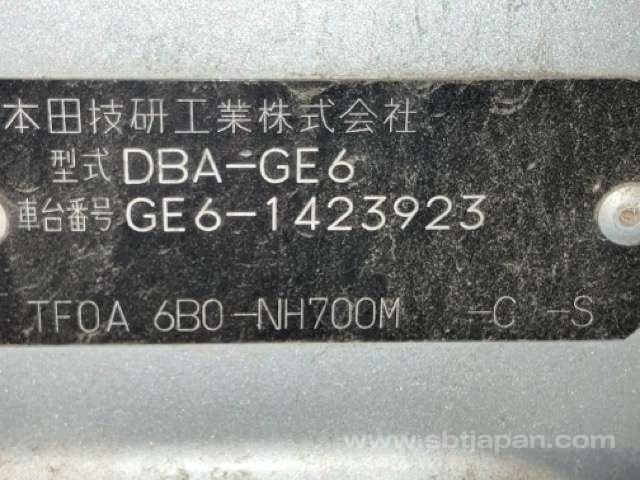 本田技研工業株式会社
型式 DBA-GE6
車台番号 GE6-1423923
TF0A 6B0-NH700M -C -S
www.sbtjapan.com